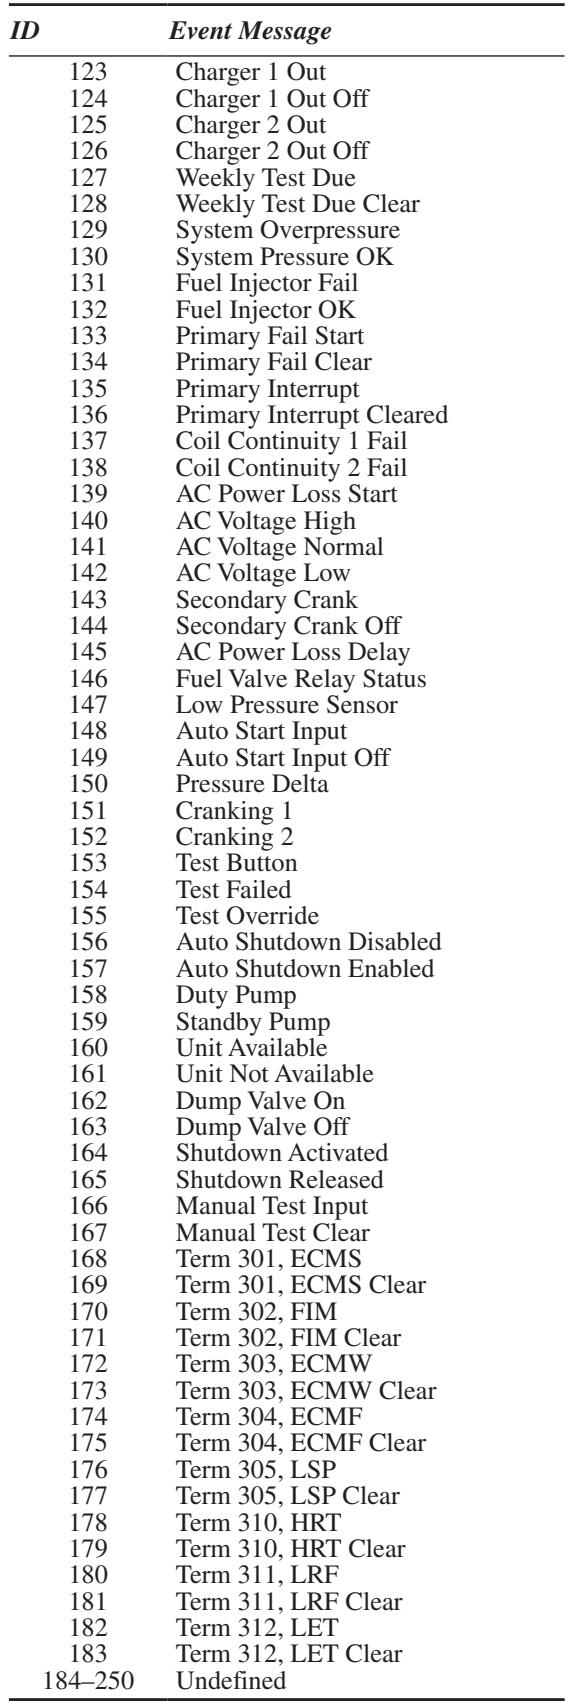 ID Event Message
123 Charger 1 Out
124 Charger 1 Out Off
125 Charger 2 Out
126 Charger 2 Out Off
127 Weekly Test Due
128 Weekly Test Due Clear
129 System Overpressure
130 System Pressure OK
131 Fuel Injector Fail
132 Fuel Injector OK
133 Primary Fail Start
134 Primary Fail Clear
135 Primary Interrupt
136 Primary Interrupt Cleared
137 Coil Continuity 1 Fail
138 Coil Continuity 2 Fail
139 AC Power Loss Start
140 AC Voltage High
141 AC Voltage Normal
142 AC Voltage Low
143 Secondary Crank
144 Secondary Crank Off
145 AC Power Loss Delay
146 Fuel Valve Relay Status
147 Low Pressure Sensor
148 Auto Start Input
149 Auto Start Input Off
150 Pressure Delta
151 Cranking 1
152 Cranking 2
153 Test Button
154 Test Failed
155 Test Override
156 Auto Shutdown Disabled
157 Auto Shutdown Enabled
158 Duty Pump
159 Standby Pump
160 Unit Available
161 Unit Not Available
162 Dump Valve On
163 Dump Valve Off
164 Shutdown Activated
165 Shutdown Released
166 Manual Test Input
167 Manual Test Clear
168 Term 301, ECMS
169 Term 301, ECMS Clear
170 Term 302, FIM
171 Term 302, FIM Clear
172 Term 303, ECMW
173 Term 303, ECMW Clear
174 Term 304, ECMF
175 Term 304, ECMF Clear
176 Term 305, LSP
177 Term 305, LSP Clear
178 Term 310, HRT
179 Term 310, HRT Clear
180 Term 311, LRF
181 Term 311, LRF Clear
182 Term 312, LET
183 Term 312, LET Clear
184–250 Undefined